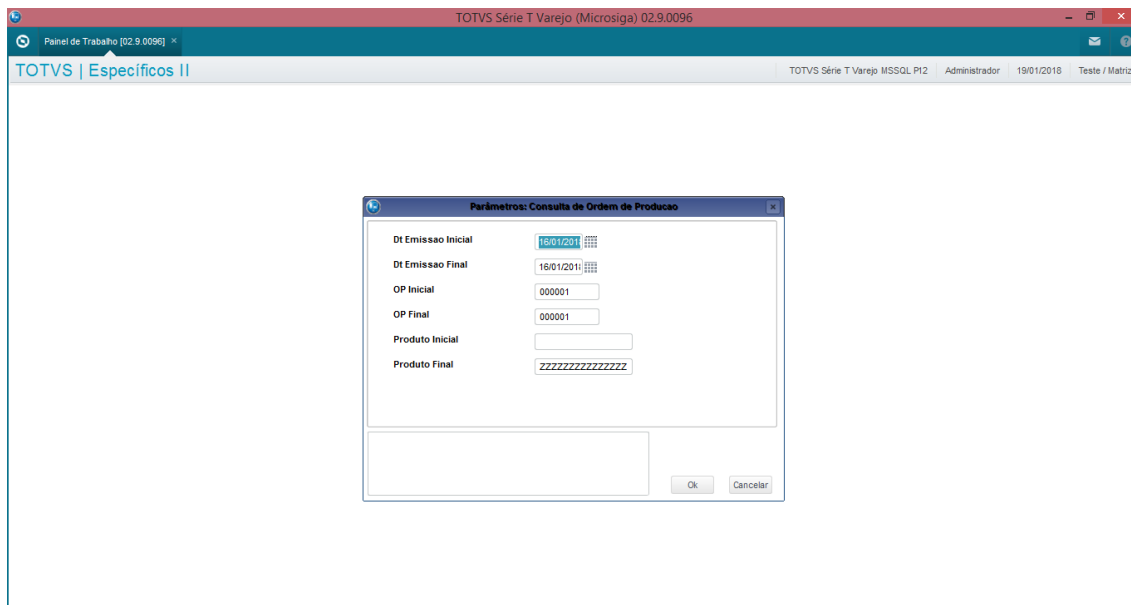 TOTVS Série T Varejo (Microsiga) 02.9.0096
Painel de Trabalho [02.9.0096] ×
TOTVS | Específicos II
TOTVS Série T Varejo MSSQL P12 Administrador 19/01/2018 Teste / Matriz
Parâmetros: Consulta de Ordem de Producao
Dt Emissao Inicial 16/01/201
Dt Emissao Final 16/01/201
OP Inicial 000001
OP Final 000001
Produto Inicial
Produto Final ZZZZZZZZZZZZZZZ
Ok Cancelar